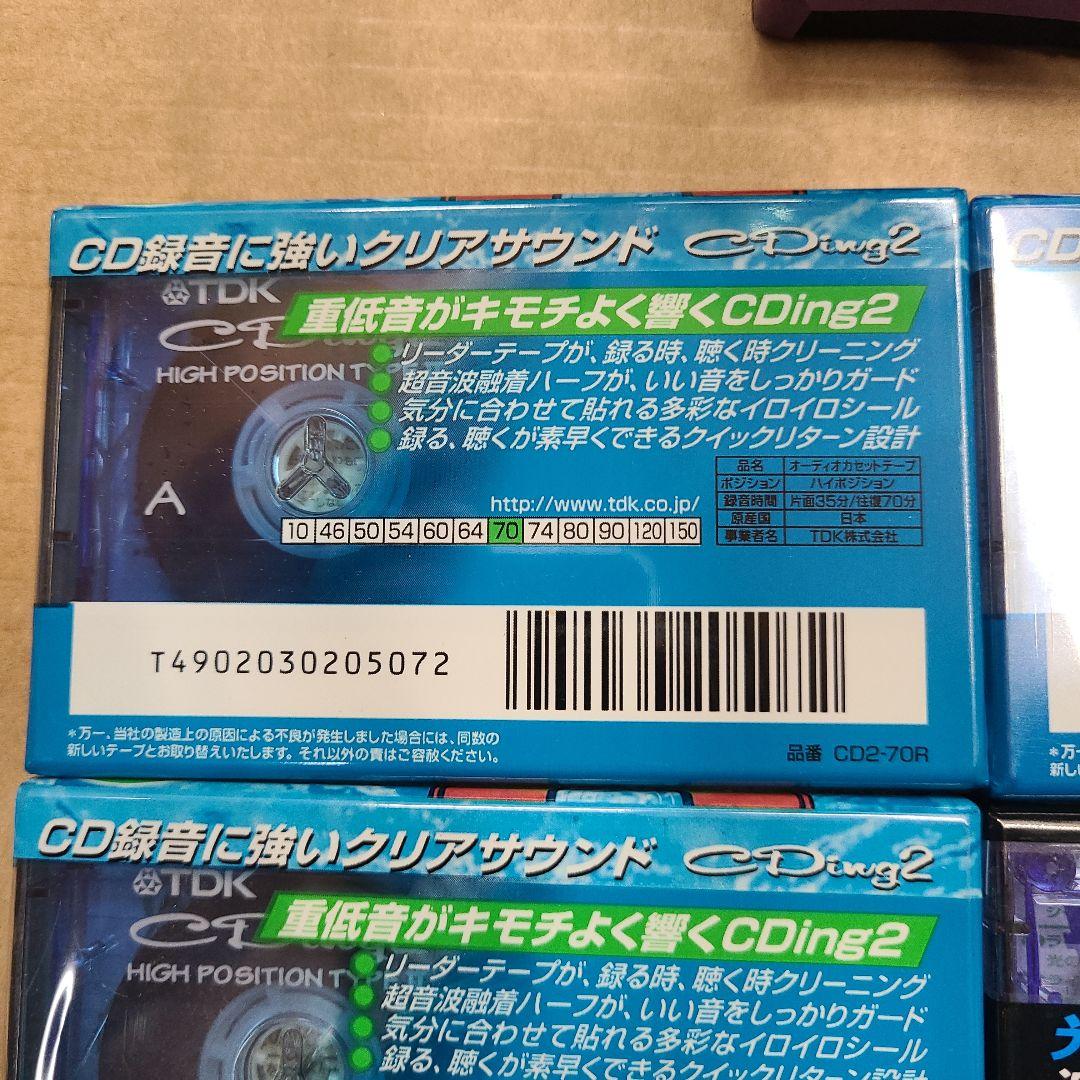 CD録音に強いクリアサウンド CDing2
TDK
重低音がキモチよく響くCDing2
HIGH POSITION
リーダーテープが、録る時、聴く時クリーニング
超音波融着ハーフが、いい音をしっかりガード
気分に合わせて貼れる多彩なイロイロシール
録る、聴くが素早くできるクイックリターン設計
A
品名 オーディオカセットテープ
ポジション ハイポジション
録音時間 片面35分/往復70分
原産国 日本
事業者名 TDK株式会社
http://www.tdk.co.jp/
10 46 50 54 60 64 70 74 80 90 120 150
T4902030205072
*万一、当社の製造上の原因による不良が発生しました場合には、同数の
新しいテープとお取り替えいたします。それ以外の責はご容赦ください。
品番 CD2-70R
CD
*万一
新しい
CD録音に強いクリアサウンド CDing2
TDK
重低音がキモチよく響くCDing2
HIGH POSITION
リーダーテープが、録る時、聴く時クリーニング
超音波融着ハーフが、いい音をしっかりガード
気分に合わせて貼れる多彩なイロイロシール
録る、聴くが素早くできるクイックリターン設計